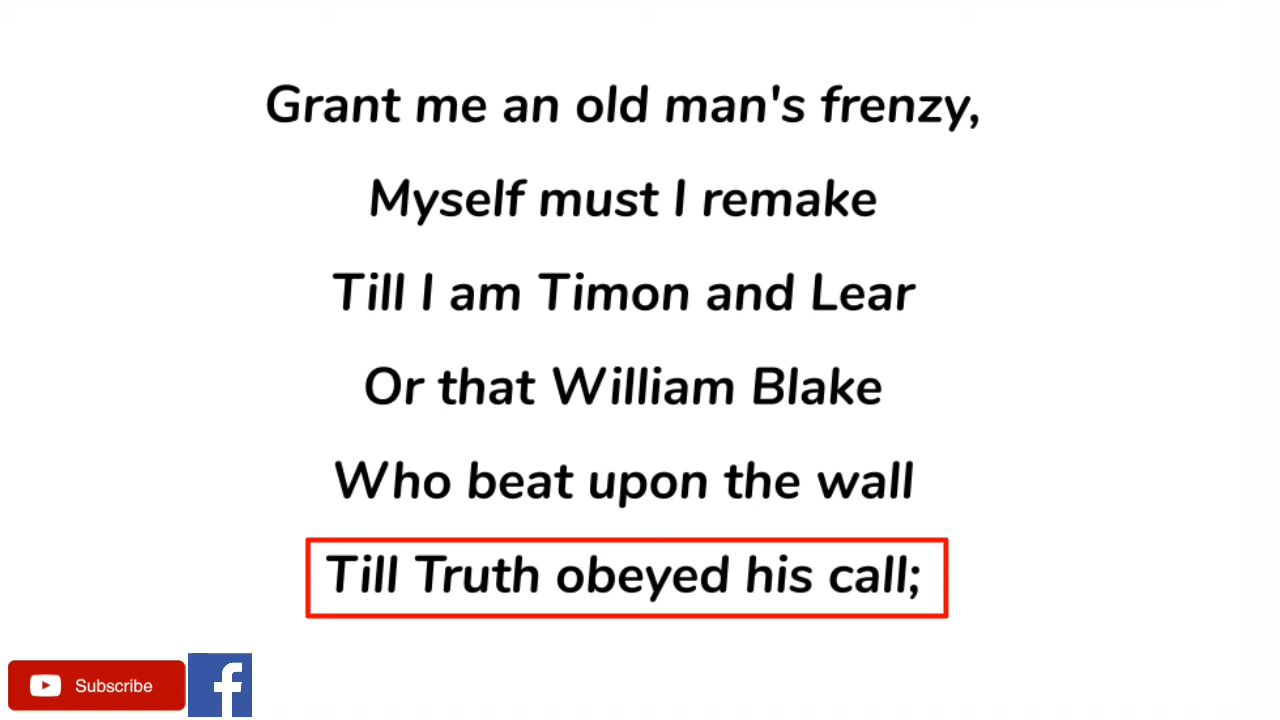 Grant me an old man's frenzy,
Myself must I remake
Till I am Timon and Lear
Or that William Blake
Who beat upon the wall
Till Truth obeyed his call;
Subscribe